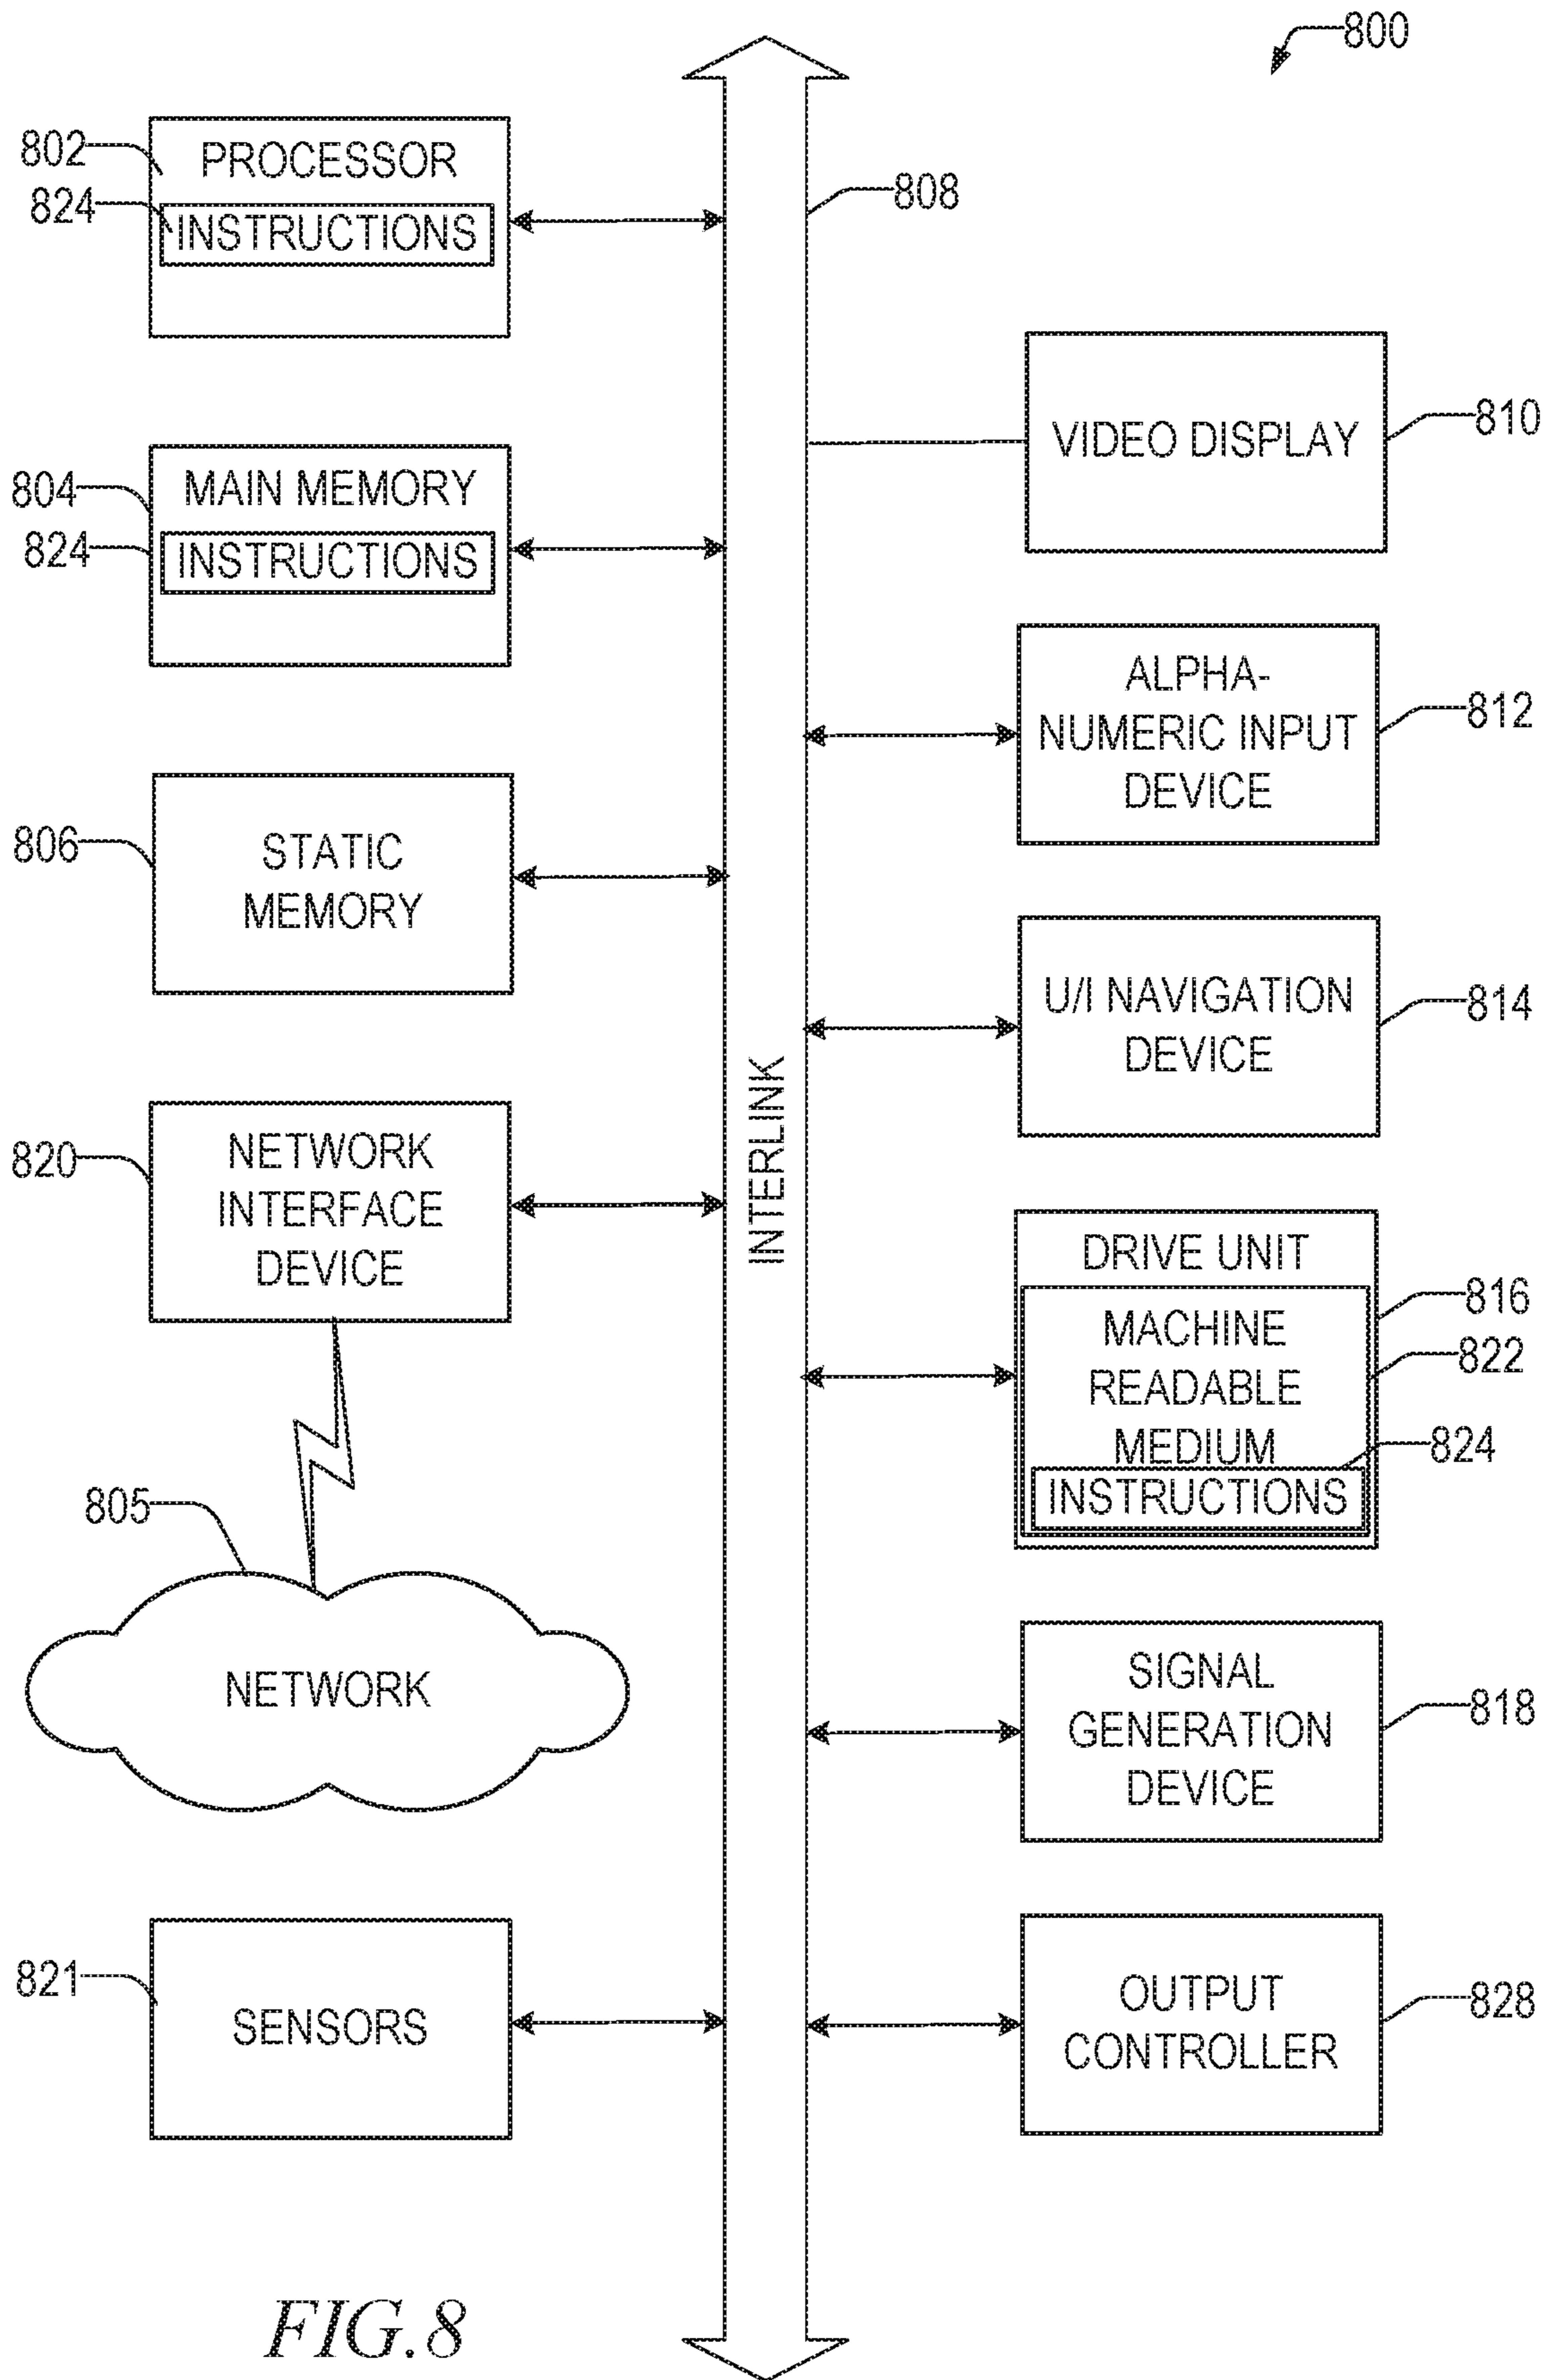 800
802
PROCESSOR
824
INSTRUCTIONS
808
VIDEO DISPLAY
810
804
MAIN MEMORY
824
INSTRUCTIONS
ALPHA-
NUMERIC INPUT
DEVICE
812
806
STATIC
MEMORY
U/I NAVIGATION
DEVICE
814
INTERLINK
820
NETWORK
INTERFACE
DEVICE
DRIVE UNIT
816
MACHINE
READABLE
MEDIUM
822
824
INSTRUCTIONS
805
NETWORK
SIGNAL
GENERATION
DEVICE
818
821
SENSORS
OUTPUT
CONTROLLER
828
FIG.8